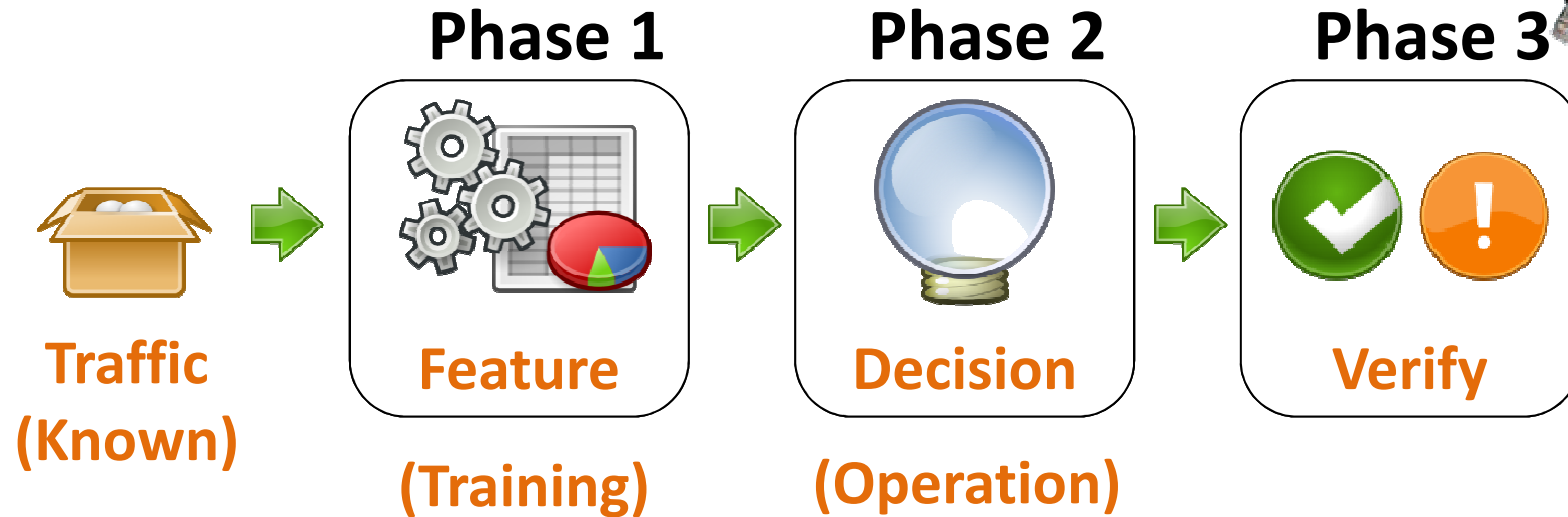 Phase 1
Phase 2
Phase 3
Traffic
(Known)
Feature
(Training)
Decision
(Operation)
Verify